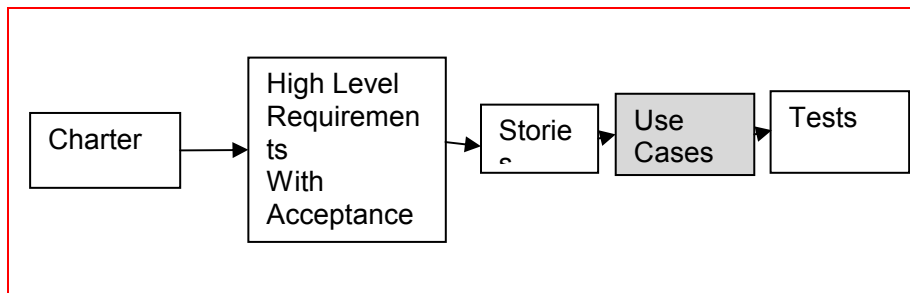 Charter
High Level
Requiremen
ts
With
Acceptance
Storie
s
Use
Cases
Tests